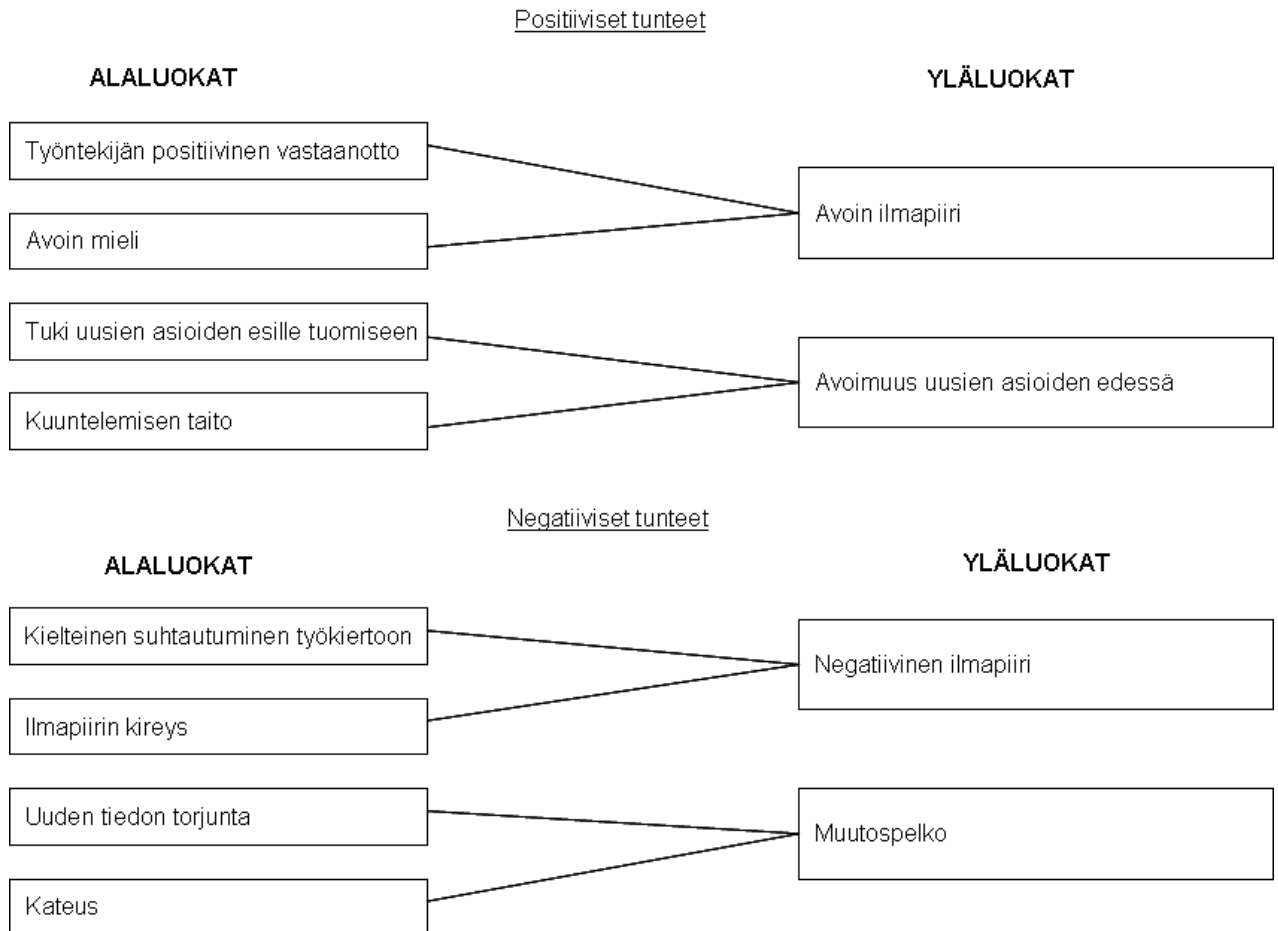 Positiiviset tunteet
ALALUOKAT
YLÄLUOKAT
Työntekijän positiivinen vastaanotto
Avoin mieli
Avoin ilmapiiri
Tuki uusien asioiden esille tuomiseen
Kuuntelemisen taito
Avoimuus uusien asioiden edessä
Negatiiviset tunteet
ALALUOKAT
YLÄLUOKAT
Kielteinen suhtautuminen työkiertoon
Ilmapiirin kireys
Negatiivinen ilmapiiri
Uuden tiedon torjunta
Kateus
Muutospelko